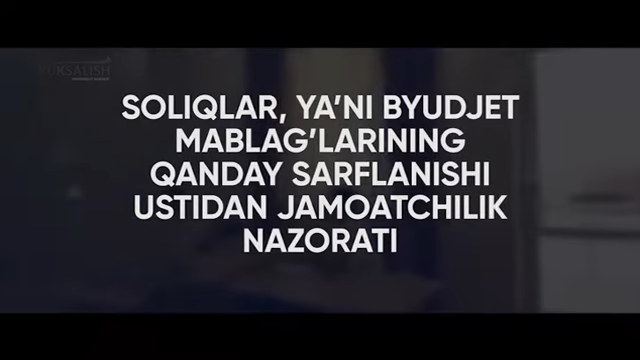 SOLIQLAR, YA’NI BYUDJET
MABLAG’LARINING
QANDAY SARFLANISHI
USTIDAN JAMOATCHILIK
NAZORATI